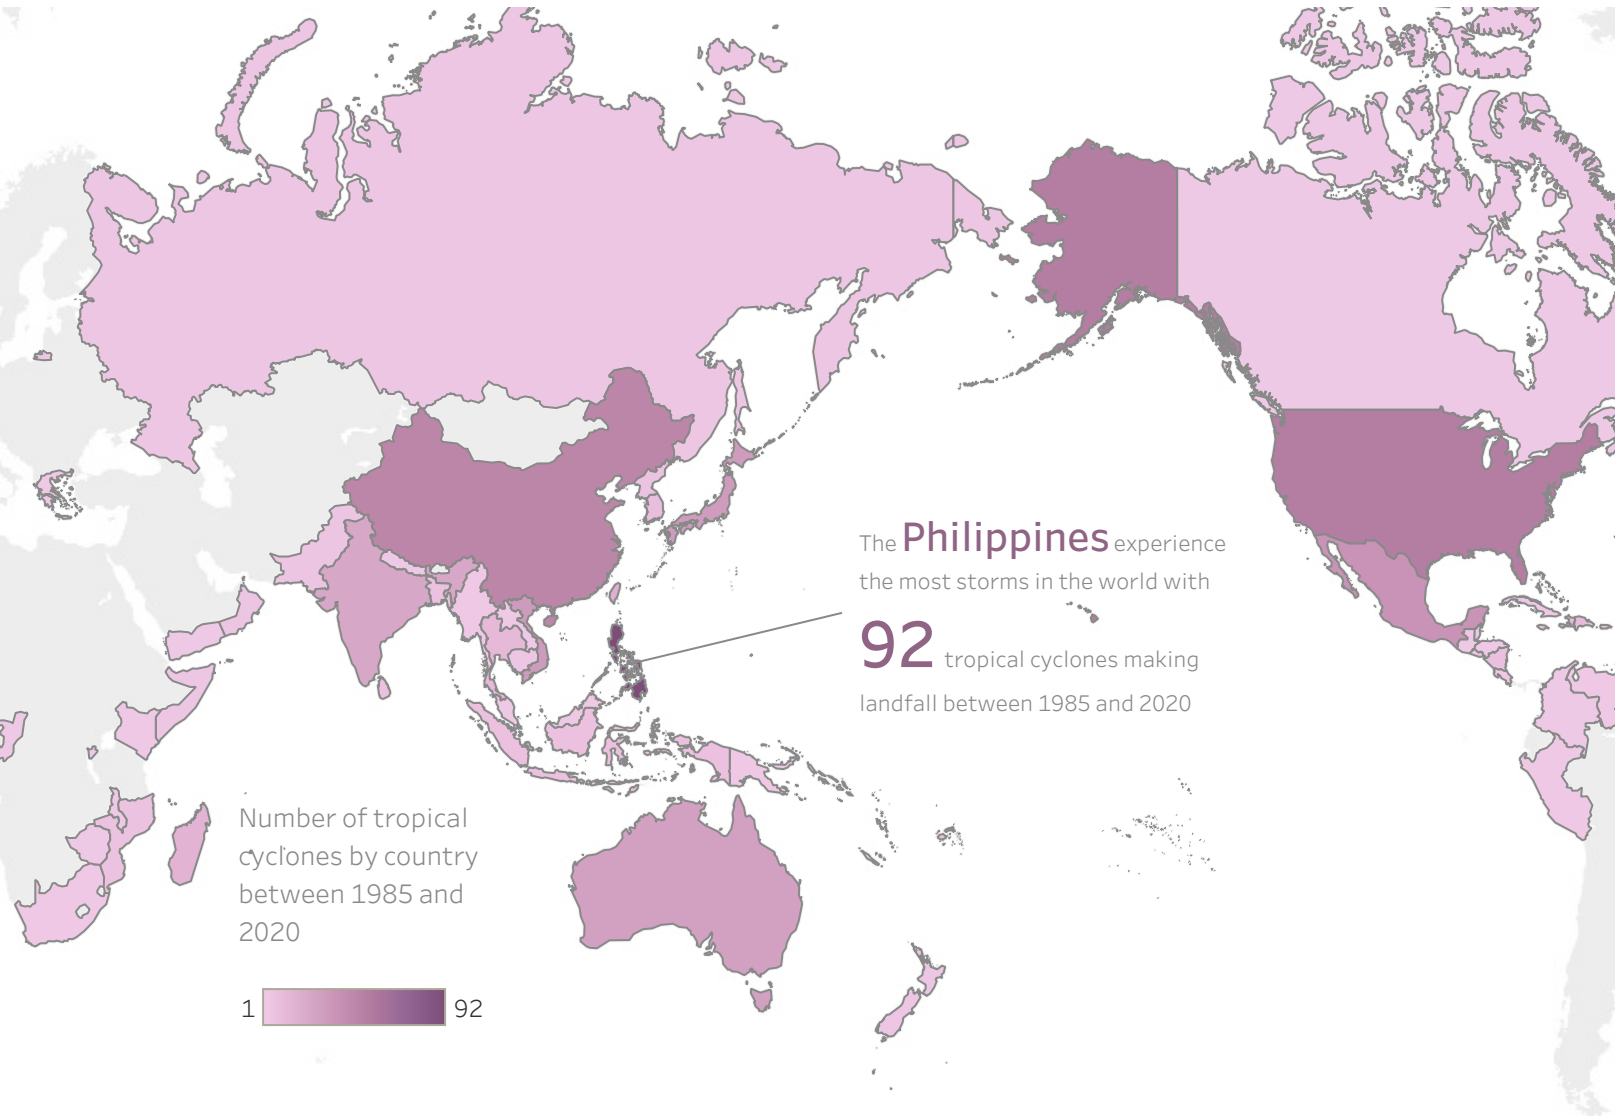 The Philippines experience
the most storms in the world with
92 tropical cyclones making
landfall between 1985 and 2020
Number of tropical
cyclones by country
between 1985 and
2020
1 92